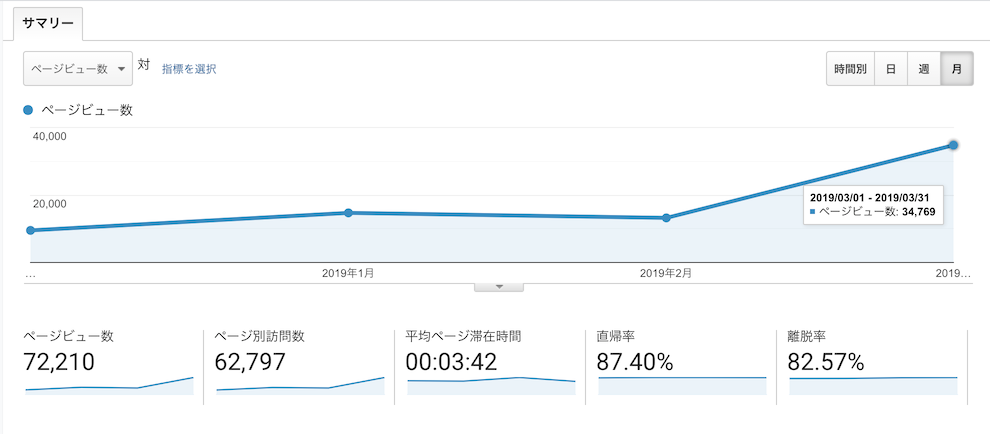 サマリー
ページビュー数 対 指標を選択
時間別 日 週 月
ページビュー数
40,000
20,000
2019/03/01 - 2019/03/31
ページビュー数: 34,769
... 2019年1月 2019年2月 2019...
ページビュー数 ページ別訪問数 平均ページ滞在時間 直帰率 離脱率
72,210 62,797 00:03:42 87.40% 82.57%